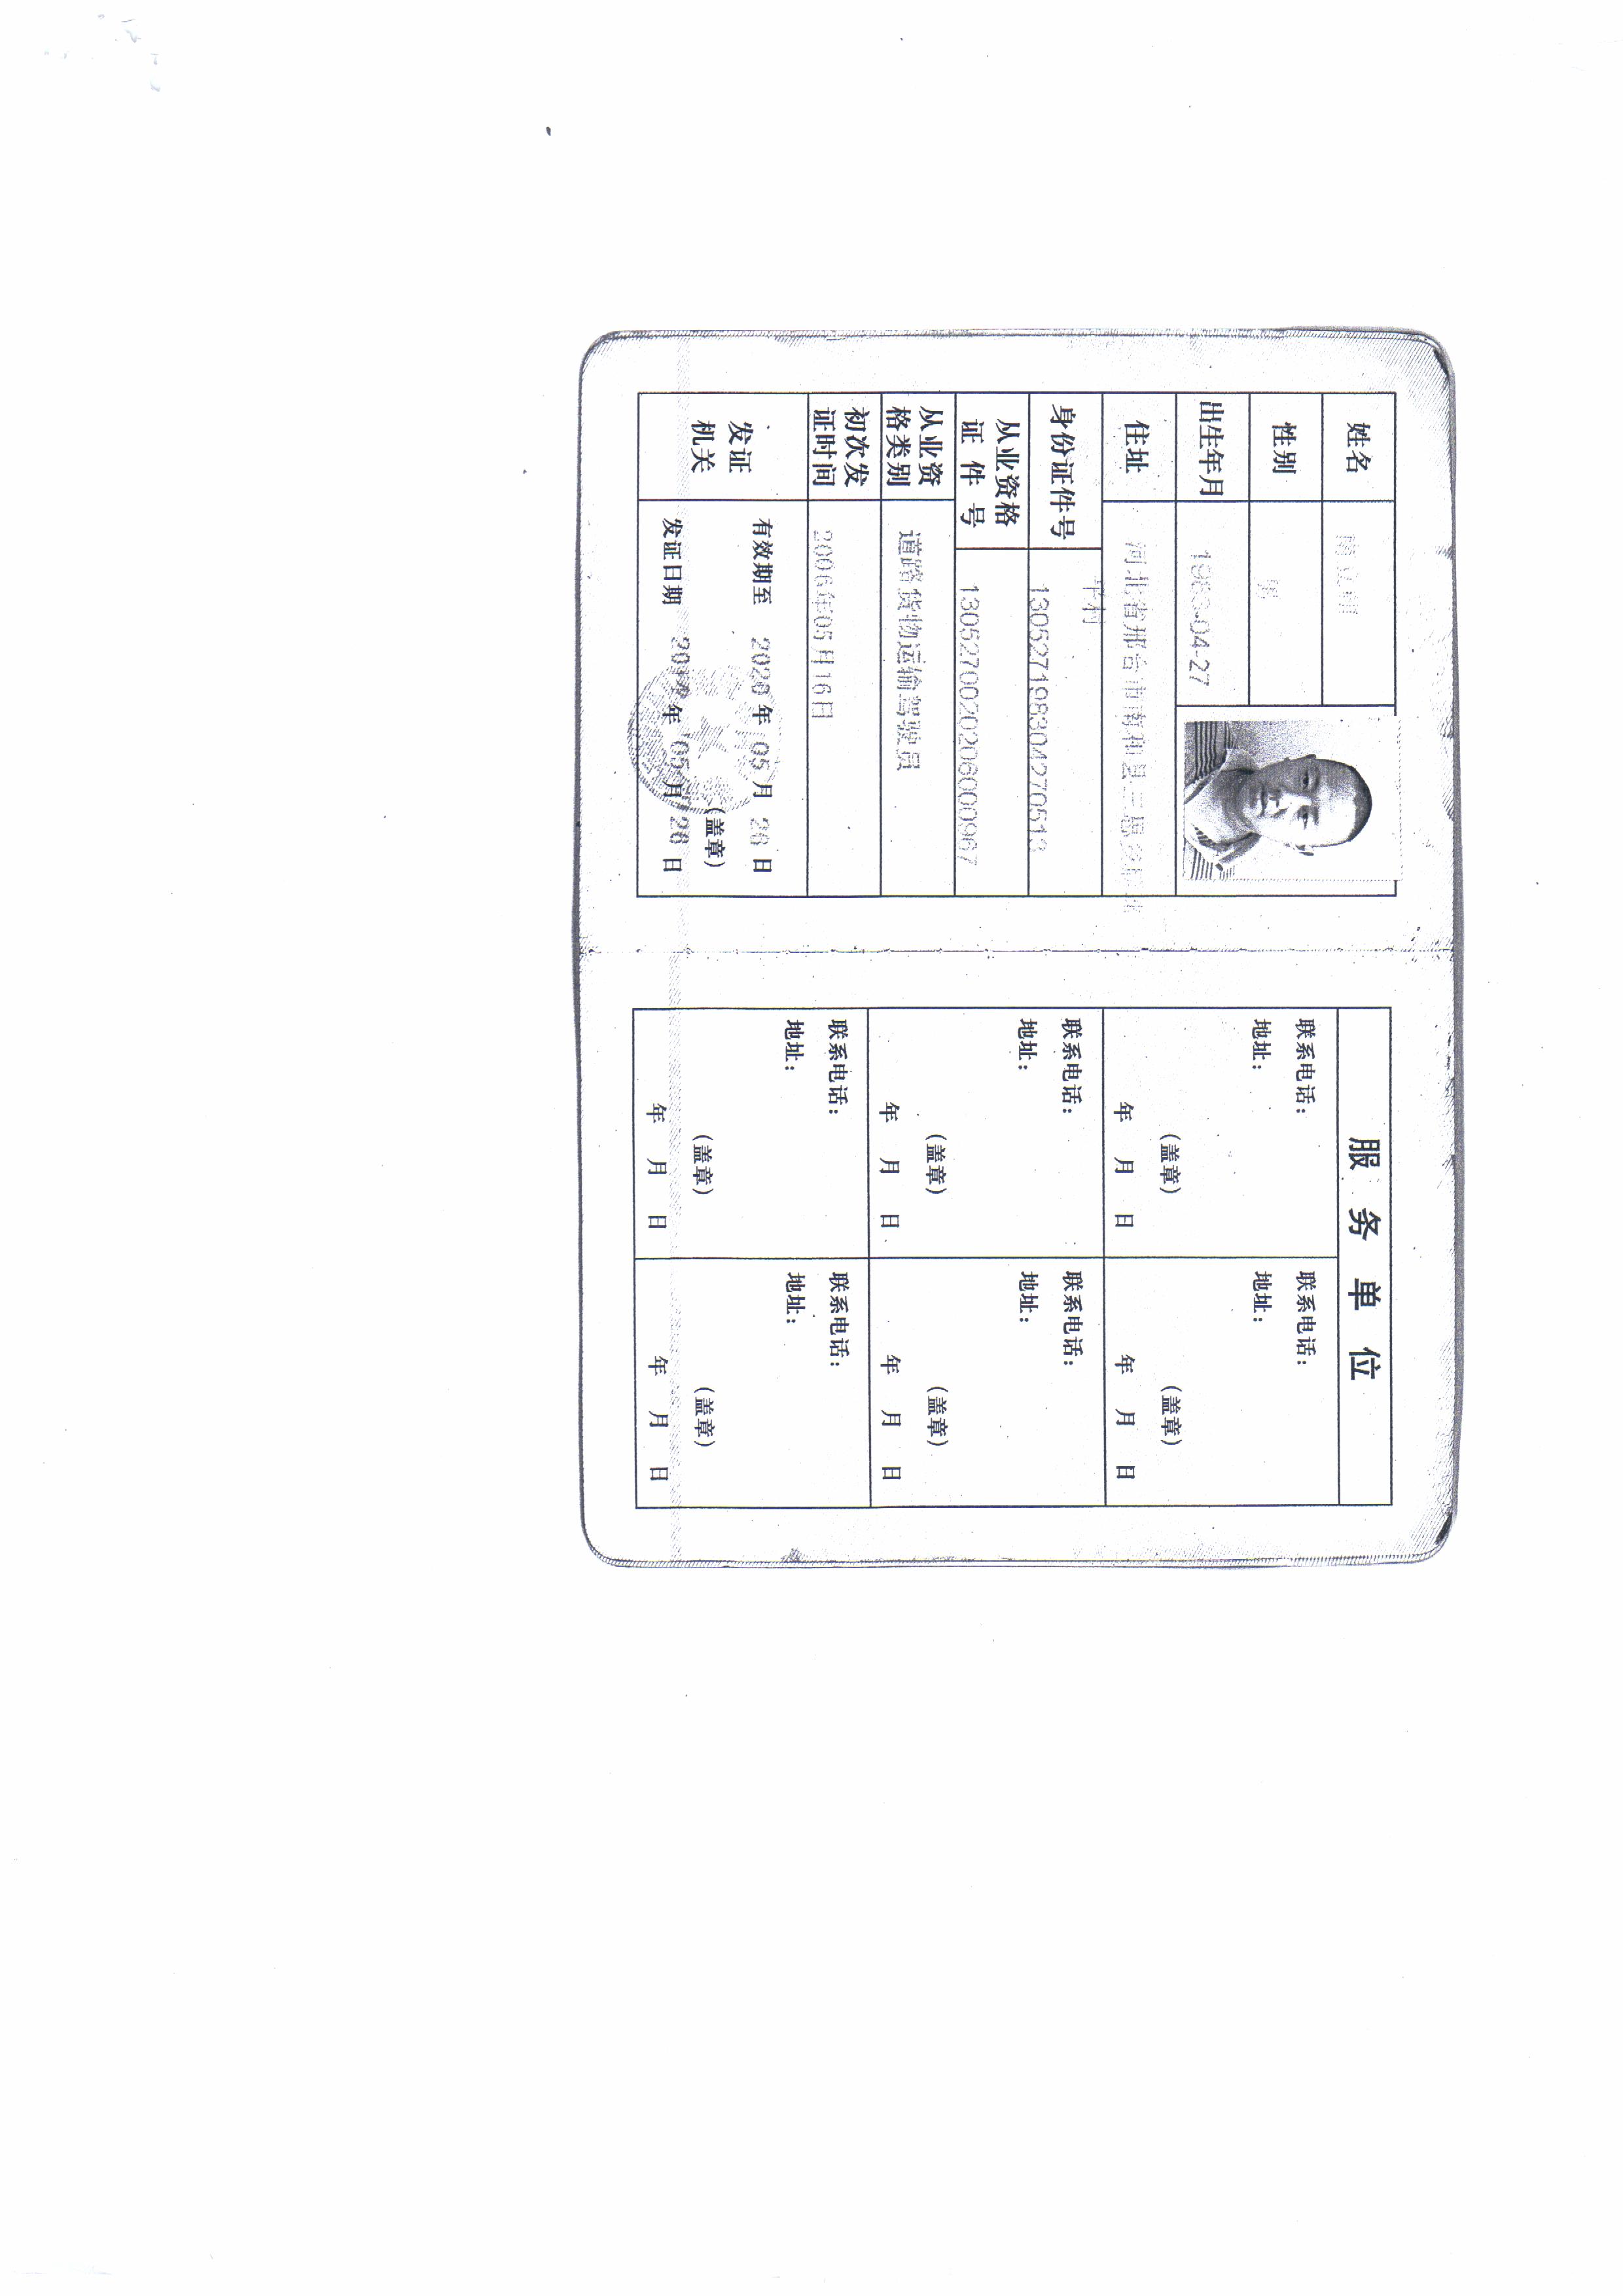 姓名
性别 男
出生年月 1983-04-27
住址 河北省邢台市南和县三思乡
平村
身份证件号 130527198304270513
从业资格
证件号 1305270020206000967
从业资
格类别 道路货物运输驾驶员
初次发
证时间 2006年05月16日
发证
机关
有效期至 2020年05月26日
(盖章)
发证日期 年05月26日
服务单位
联系电话:
地址:
(盖章)
年 月 日
联系电话:
地址:
(盖章)
年 月 日
联系电话:
地址:
(盖章)
年 月 日
联系电话:
地址:
(盖章)
年 月 日
联系电话:
地址:
(盖章)
年 月 日
联系电话:
地址:
(盖章)
年 月 日